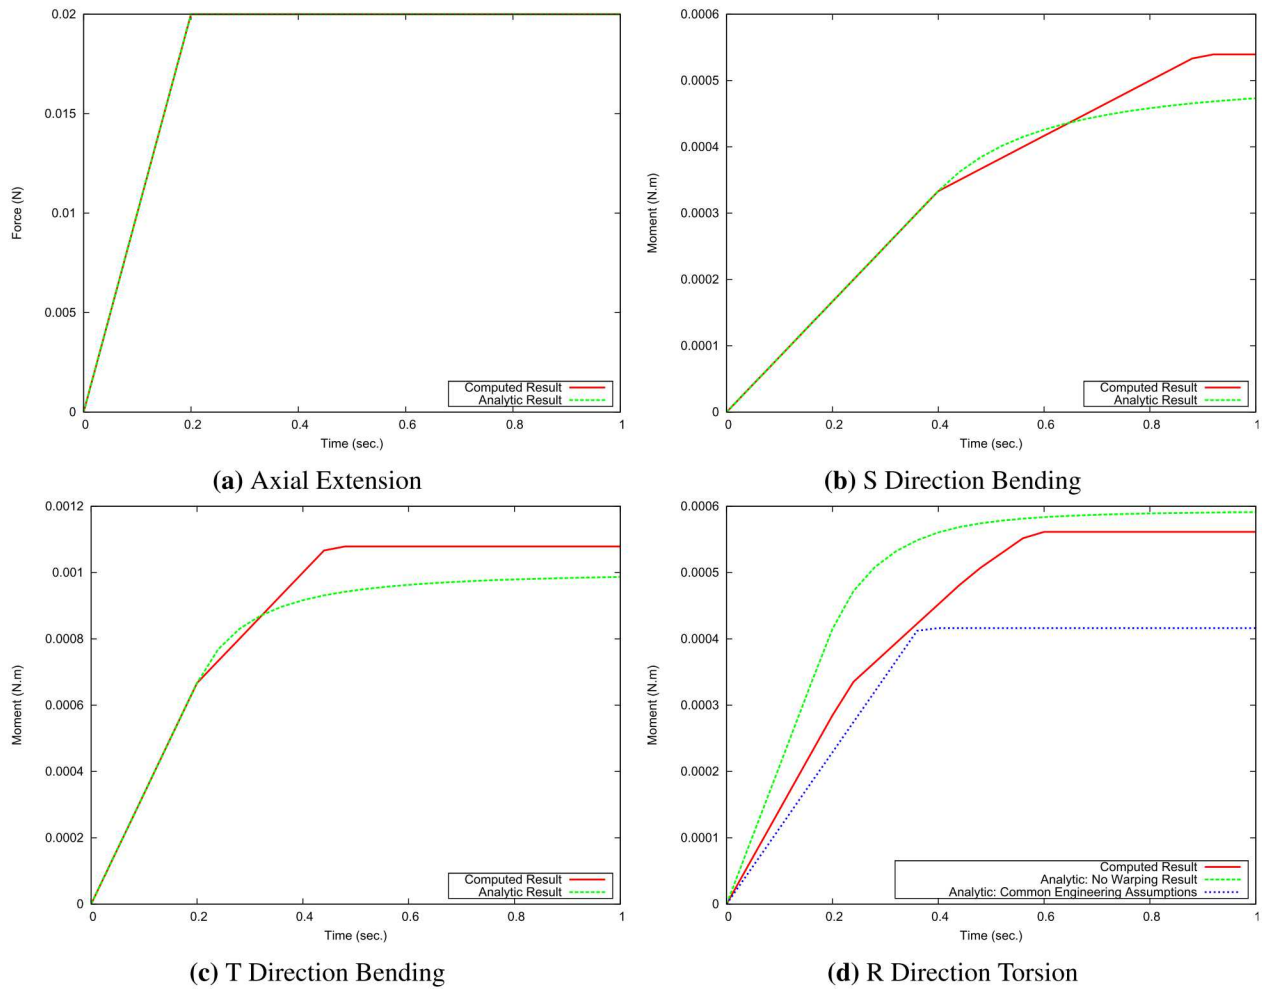 0.02
0.015
0.01
0.005
0
Force (N)
0 0.2 0.4 0.6 0.8 1
Time (sec.)
Computed Result
Analytic Result
(a) Axial Extension
0.0006
0.0005
0.0004
0.0003
0.0002
0.0001
0
Moment (N.m)
0 0.2 0.4 0.6 0.8 1
Time (sec.)
Computed Result
Analytic Result
(b) S Direction Bending
0.0012
0.001
0.0008
0.0006
0.0004
0.0002
0
Moment (N.m)
0 0.2 0.4 0.6 0.8 1
Time (sec.)
Computed Result
Analytic Result
(c) T Direction Bending
0.0006
0.0005
0.0004
0.0003
0.0002
0.0001
0
Moment (N.m)
0 0.2 0.4 0.6 0.8 1
Time (sec.)
Computed Result
Analytic: No Warping Result
Analytic: Common Engineering Assumptions
(d) R Direction Torsion